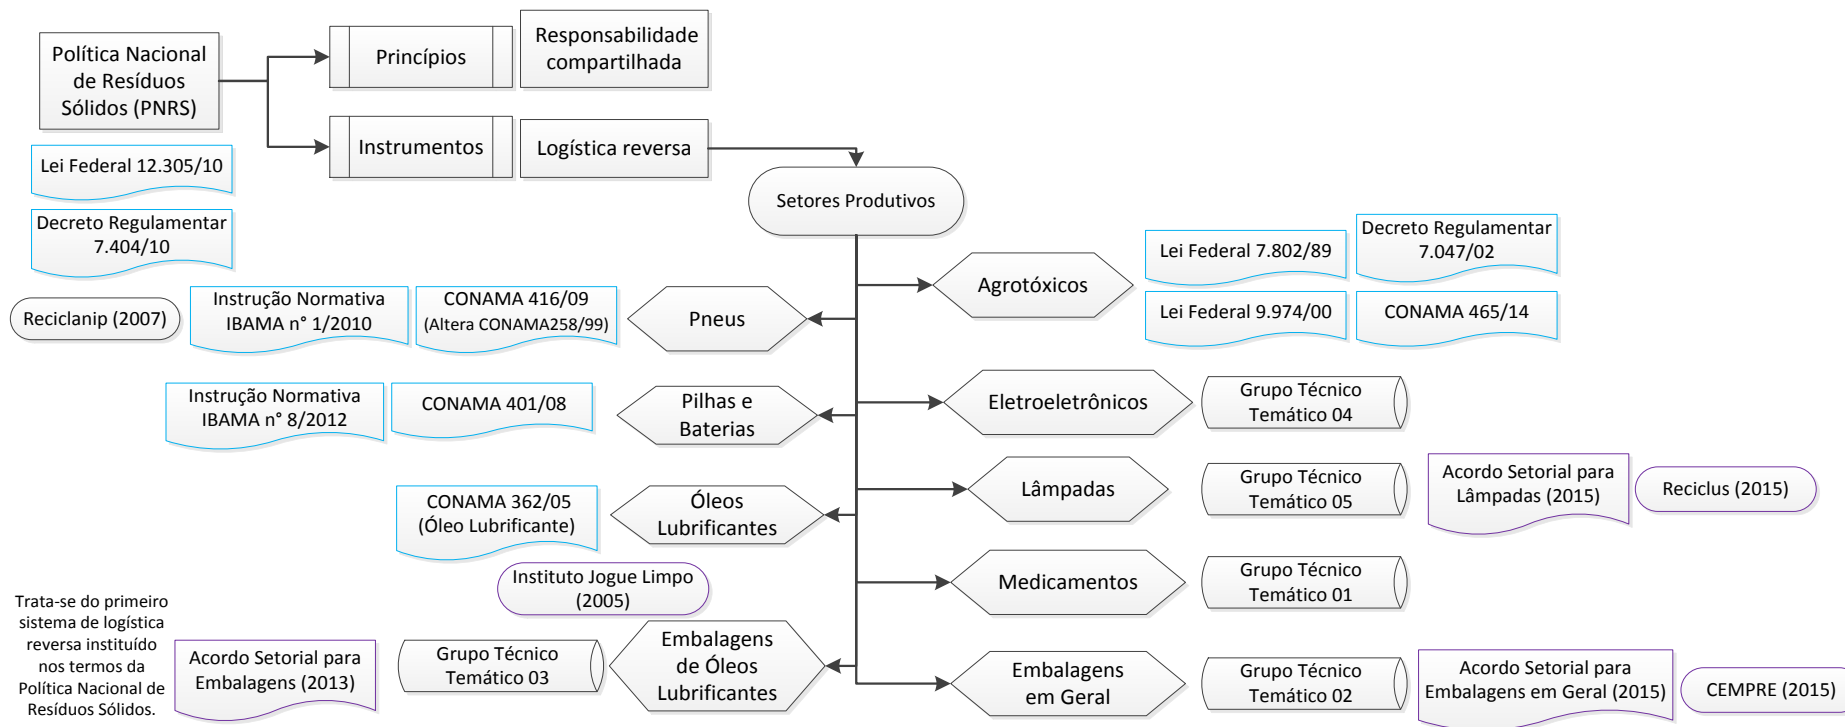 Política Nacional
de Resíduos
Sólidos (PNRS)
Princípios
Responsabilidade
compartilhada
Instrumentos
Logística reversa
Lei Federal 12.305/10
Decreto Regulamentar
7.404/10
Setores Produtivos
Agrotóxicos
Lei Federal 7.802/89
Decreto Regulamentar
7.047/02
Lei Federal 9.974/00
CONAMA 465/14
Reciclanip (2007)
Instrução Normativa
IBAMA n° 1/2010
CONAMA 416/09
(Altera CONAMA258/99)
Pneus
Eletroeletrônicos
Grupo Técnico
Temático 04
Instrução Normativa
IBAMA n° 8/2012
CONAMA 401/08
Pilhas e
Baterias
Lâmpadas
Grupo Técnico
Temático 05
Acordo Setorial para
Lâmpadas (2015)
Reciclus (2015)
CONAMA 362/05
(Óleo Lubrificante)
Óleos
Lubrificantes
Instituto Jogue Limpo
(2005)
Medicamentos
Grupo Técnico
Temático 01
Trata-se do primeiro
sistema de logística
reversa instituído
nos termos da
Política Nacional de
Resíduos Sólidos.
Acordo Setorial para
Embalagens (2013)
Grupo Técnico
Temático 03
Embalagens
de Óleos
Lubrificantes
Embalagens
em Geral
Grupo Técnico
Temático 02
Acordo Setorial para
Embalagens em Geral (2015)
CEMPRE (2015)